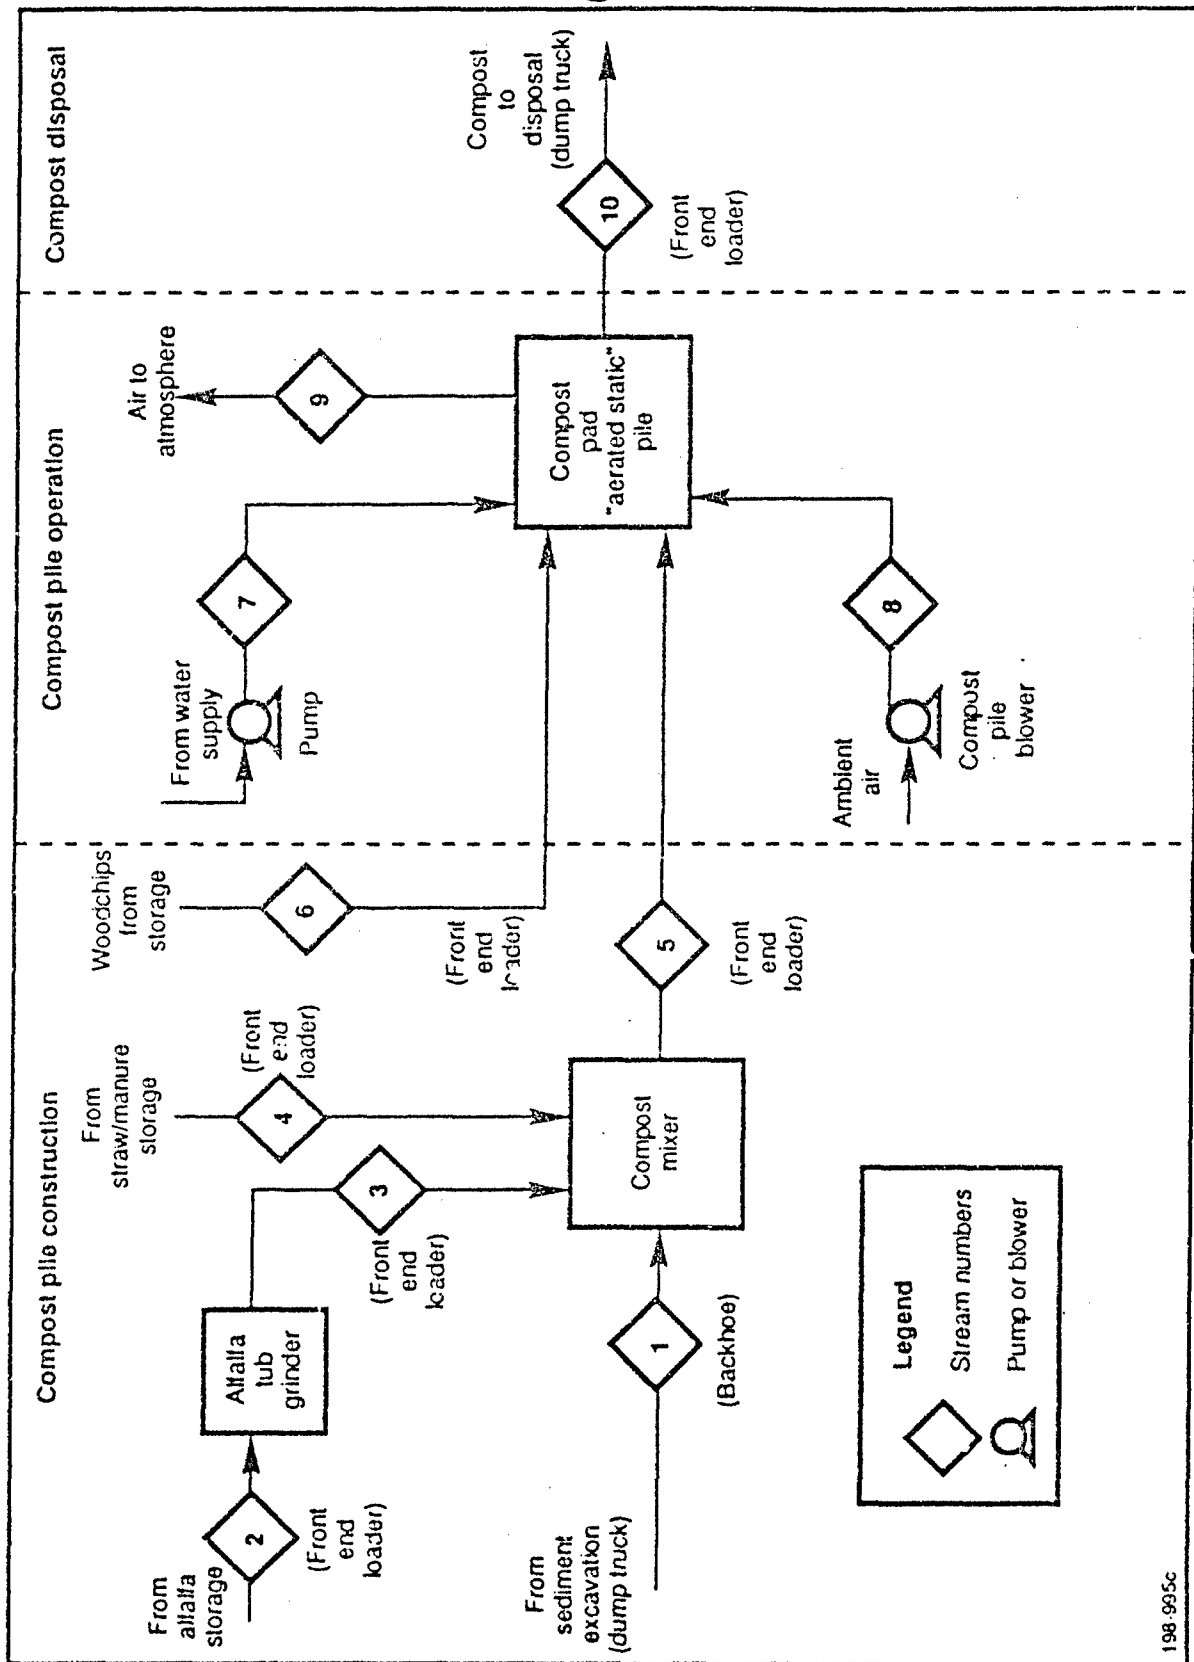 Compost pile construction
Compost pile operation
Compost disposal
From
alfalfa
storage
2
(Front
end
loader)
Alfalfa
tub
grinder
3
(Front
end
loader)
From
straw/manure
storage
4
(Front
end
loader)
Woodchips
from
storage
6
(Front
end
loader)
From
sediment
excavation
(dump truck)
1
(Backhoe)
Compost
mixer
5
(Front
end
loader)
From water
supply
Pump
7
Air to
atmosphere
9
Compost
pad
"aerated static"
pile
Ambient
air
Compost
pile
blower
8
10
(Front
end
loader)
Compost
to
disposal
(dump truck)
Legend
Stream numbers
Pump or blower
198-995c